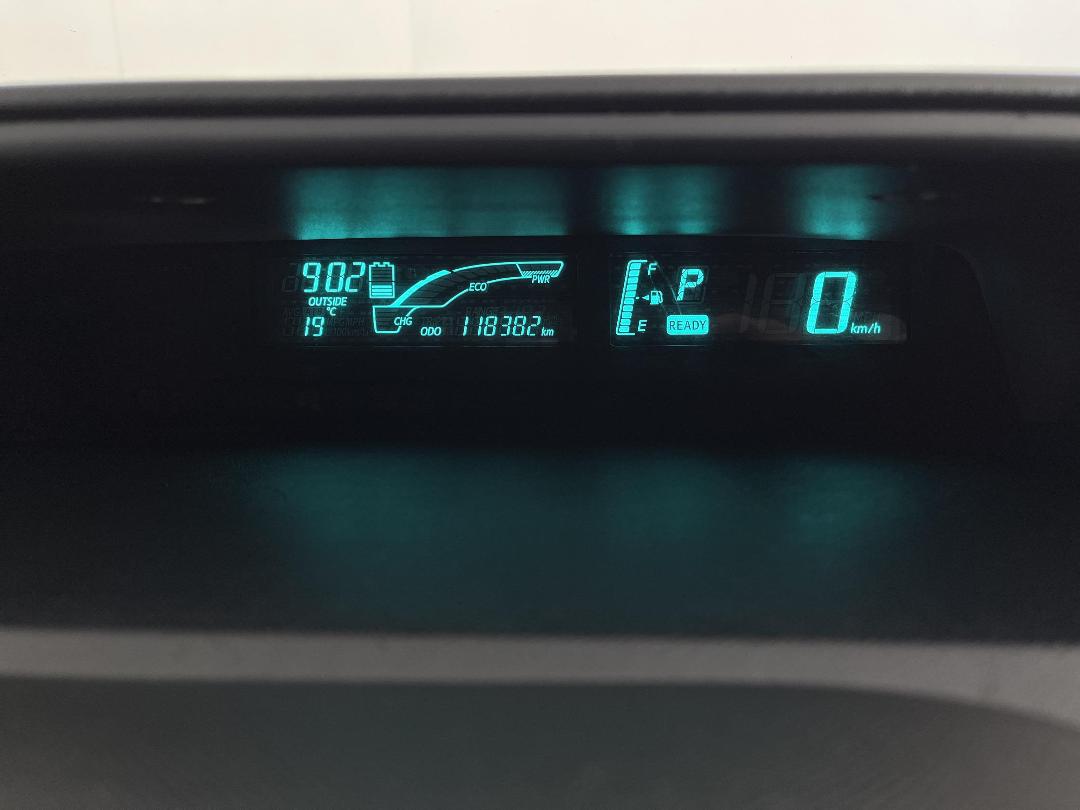 9:02
OUTSIDE
°C
19
PWR
ECO
CHG
ODO 118382 km
F
E
P
READY
0 km/h